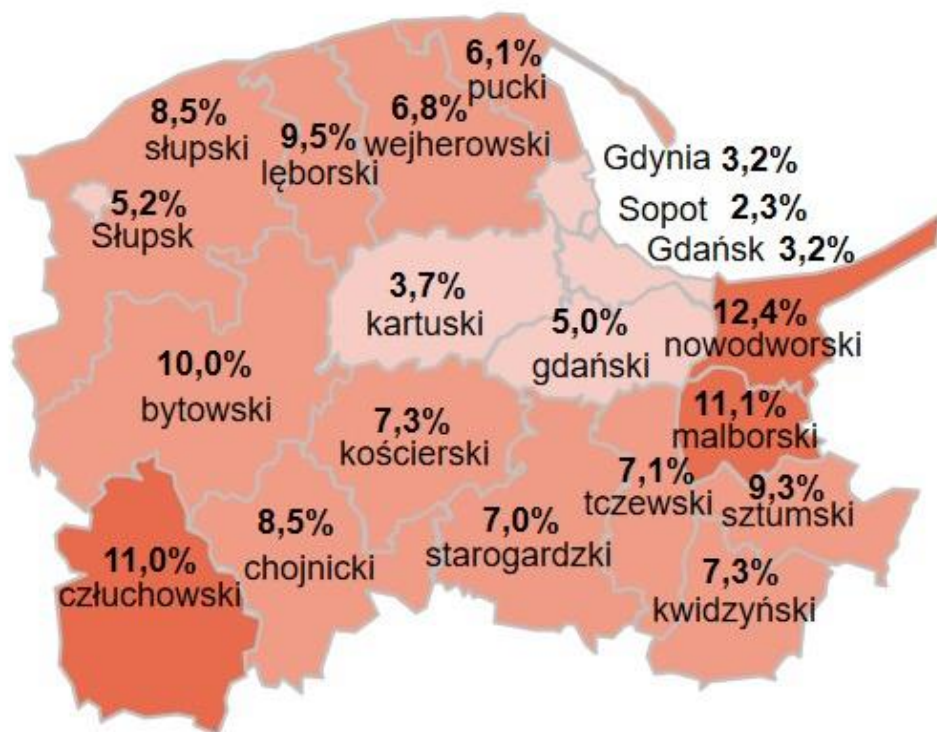 6,1%
pucki
8,5%
słupski
9,5%
lęborski
6,8%
wejherowski
Gdynia 3,2%
Sopot 2,3%
Gdańsk 3,2%
5,2%
Słupsk
3,7%
kartuski
5,0%
gdański
12,4%
nowodworski
10,0%
bytowski
7,3%
kościerski
11,1%
malborski
7,1%
tczewski
9,3%
sztumski
11,0%
człuchowski
8,5%
chojnicki
7,0%
starogardzki
7,3%
kwidzyński